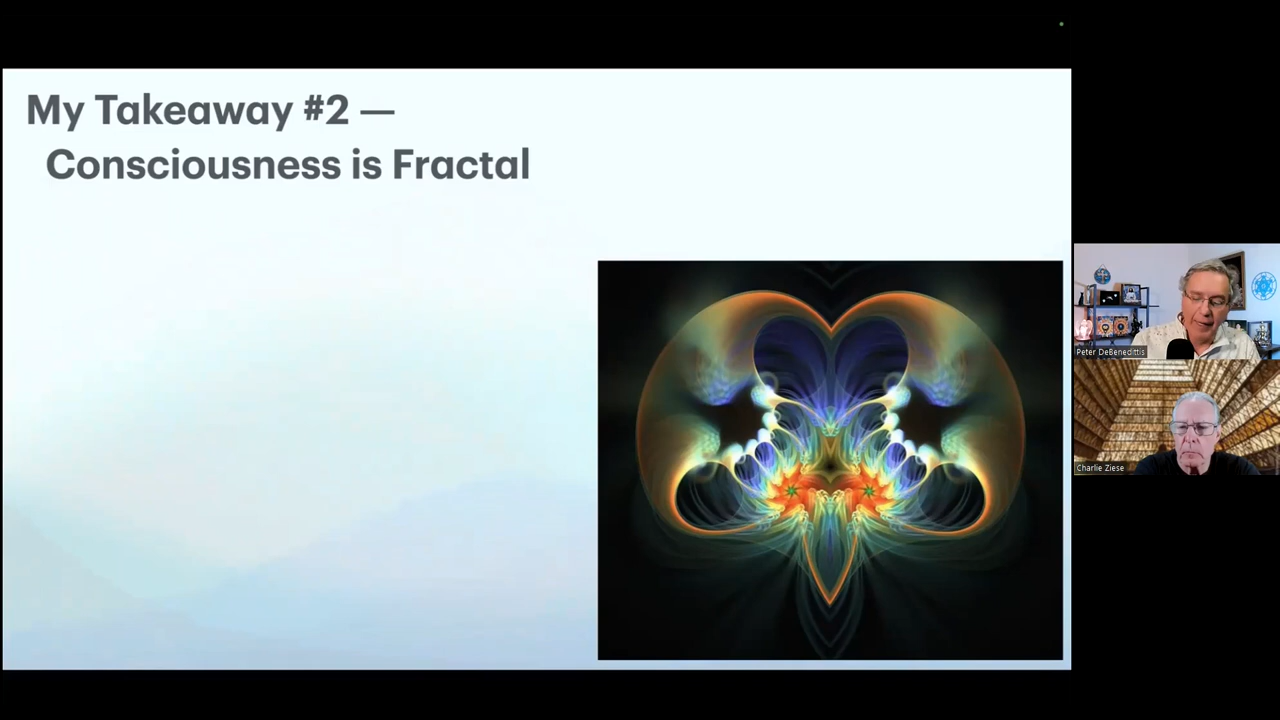 My Takeaway #2 —
Consciousness is Fractal
Peter DeBenedittis
Charlie Ziese